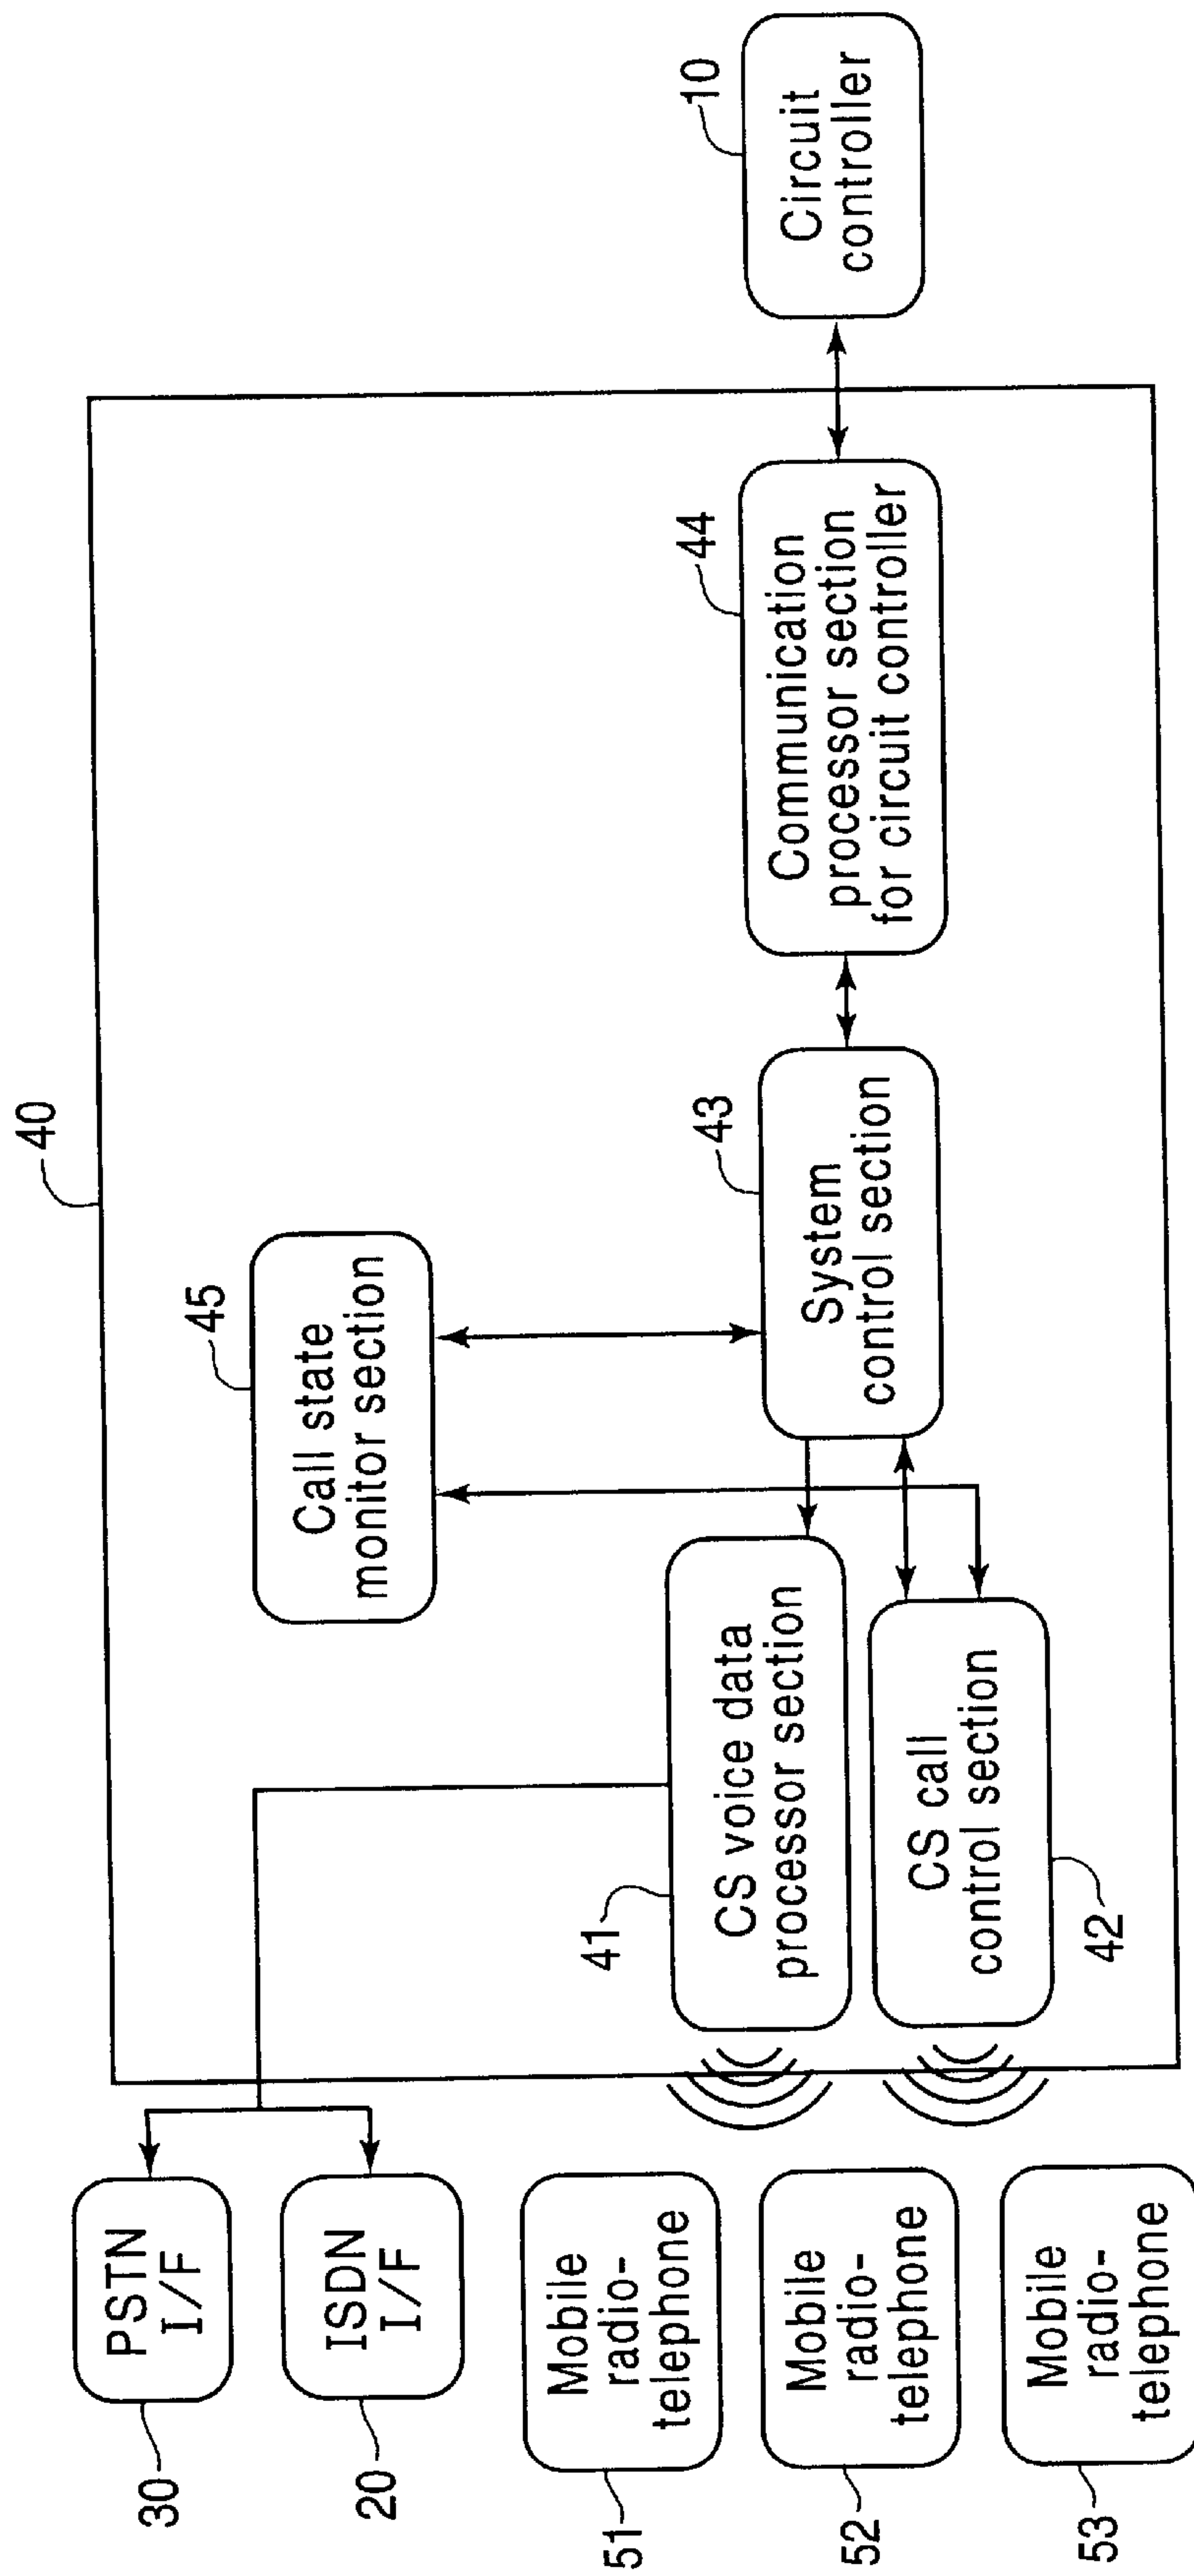 40
30
PSTN
I/F
20
ISDN
I/F
45
Call state
monitor section
51
Mobile
radio-
telephone
52
Mobile
radio-
telephone
53
Mobile
radio-
telephone
41
CS voice data
processor section
42
CS call
control section
43
System
control section
44
Communication
processor section
for circuit controller
10
Circuit
controller